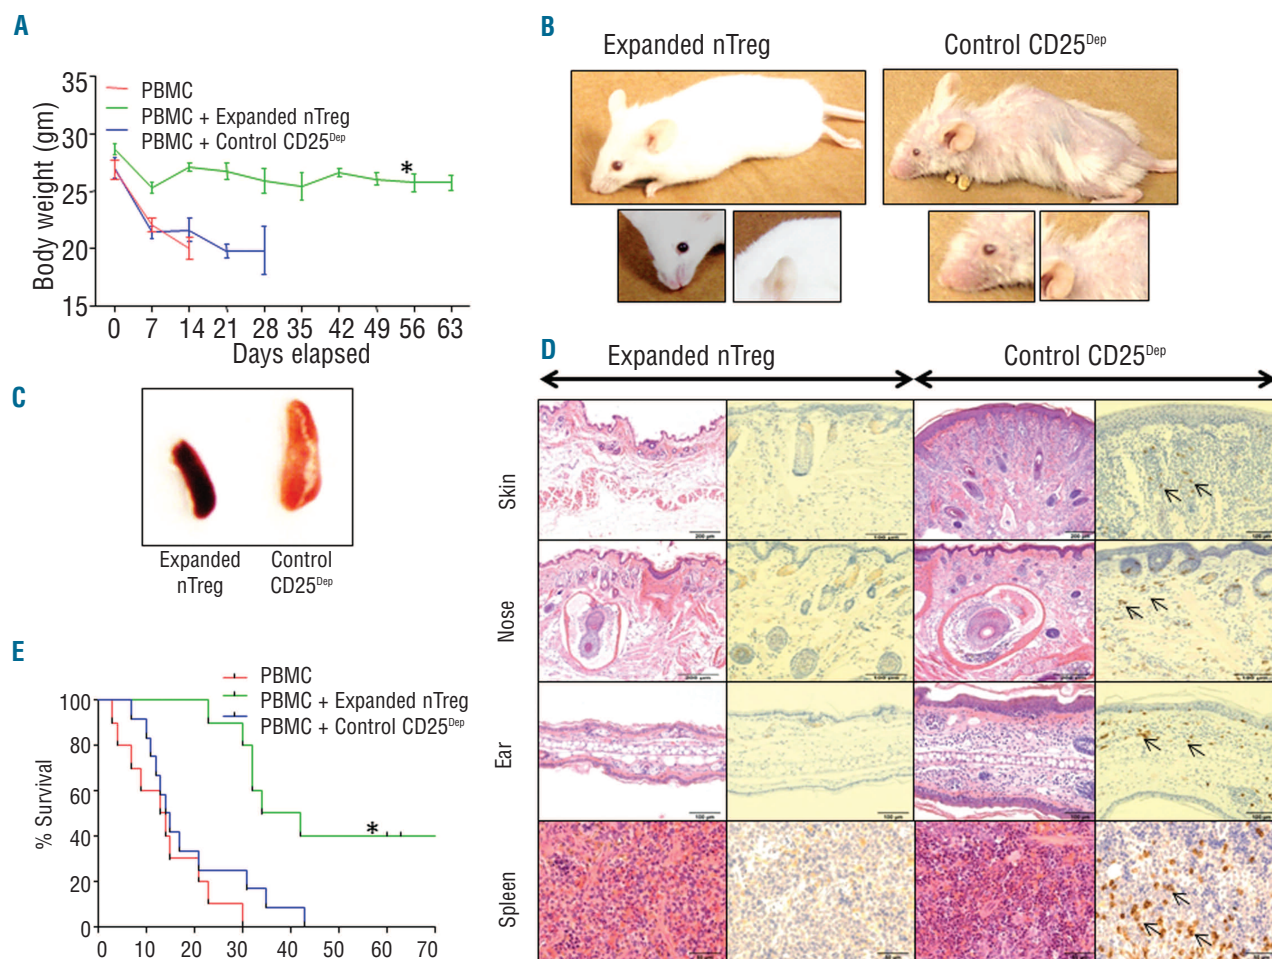 A
35
30
25
20
15
Body weight (gm)
PBMC
PBMC + Expanded nTreg
PBMC + Control CD25Dep
*
0 7 14 21 28 35 42 49 56 63
Days elapsed
B
Expanded nTreg
Control CD25Dep
C
Expanded
nTreg
Control
CD25Dep
D
Expanded nTreg
Control CD25Dep
Skin
Nose
Ear
Spleen
E
PBMC
PBMC + Expanded nTreg
PBMC + Control CD25Dep
100
80
60
40
20
0
% Survival
*
0 10 20 30 40 50 60 70